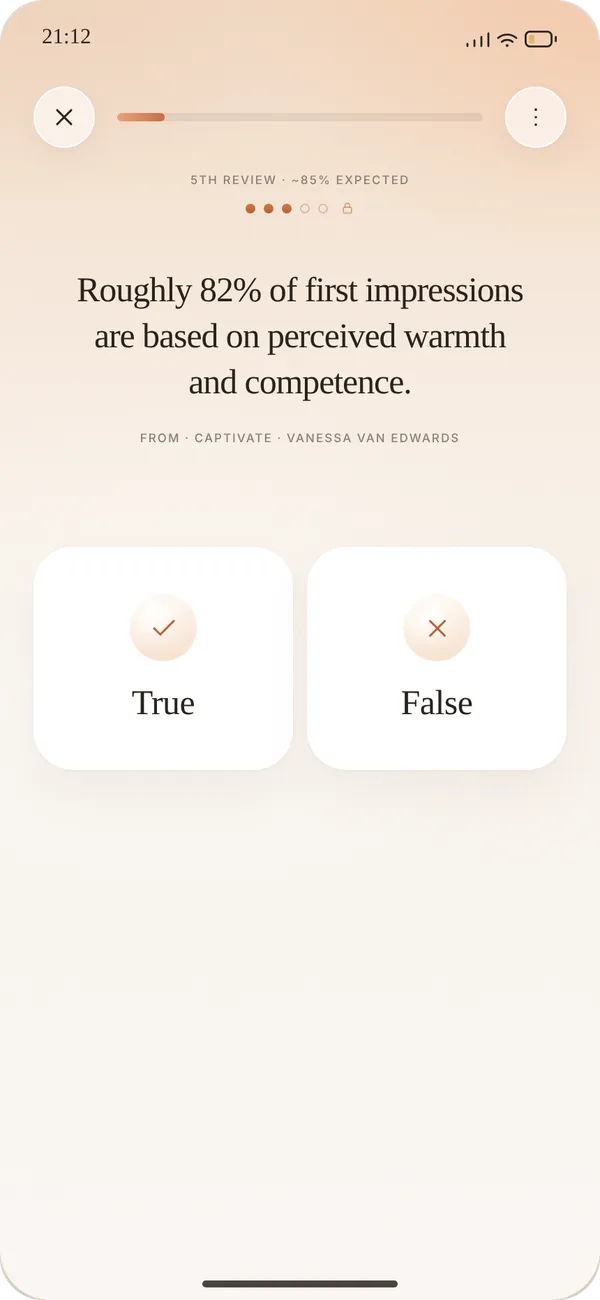 21:12
5TH REVIEW · ~85% EXPECTED
Roughly 82% of first impressions
are based on perceived warmth
and competence.
FROM · CAPTIVATE · VANESSA VAN EDWARDS
True
False